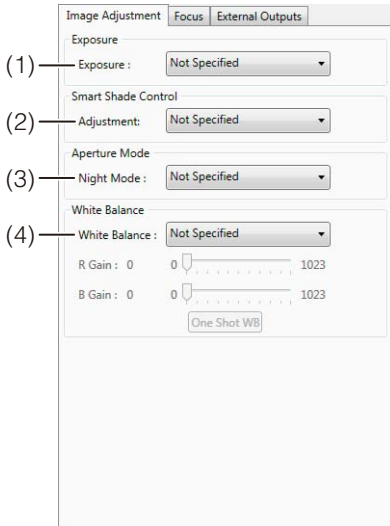 Image Adjustment Focus External Outputs
Exposure
(1) Exposure : Not Specified
Smart Shade Control
(2) Adjustment: Not Specified
Aperture Mode
(3) Night Mode : Not Specified
White Balance
(4) White Balance : Not Specified
R Gain : 0 0 1023
B Gain : 0 0 1023
One Shot WB